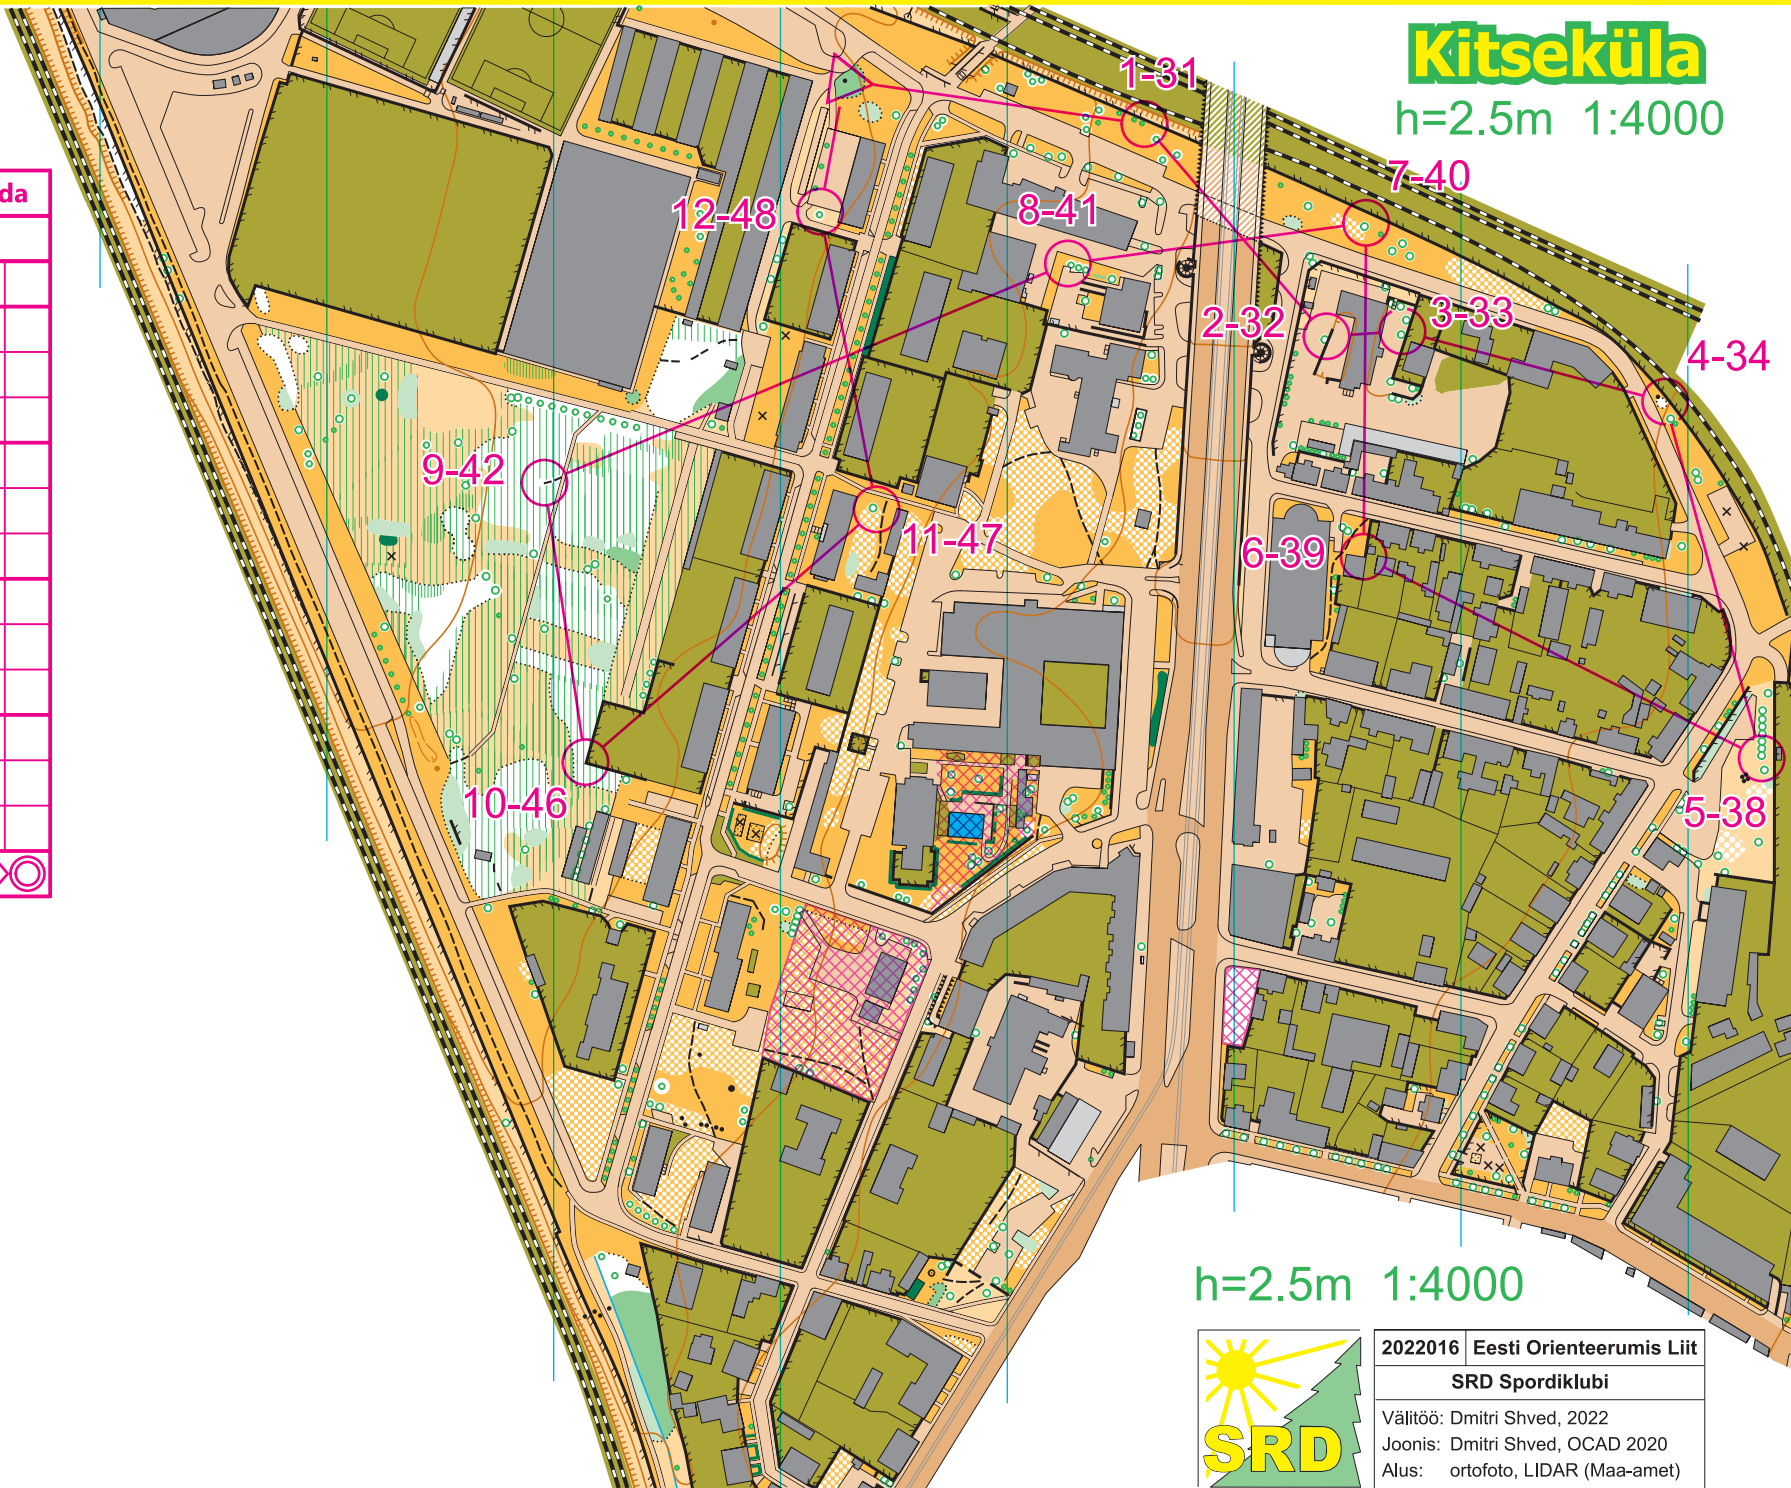 Kitseküla
h=2.5m 1:4000
da
1-31
7-40
12-48
8-41
2-32
3-33
4-34
9-42
11-47
6-39
10-46
5-38
h=2.5m 1:4000
SRD
2022016 Eesti Orienteerumis Liit
SRD Spordiklubi
Välitöö: Dmitri Shved, 2022
Joonis: Dmitri Shved, OCAD 2020
Alus: ortofoto, LIDAR (Maa-amet)